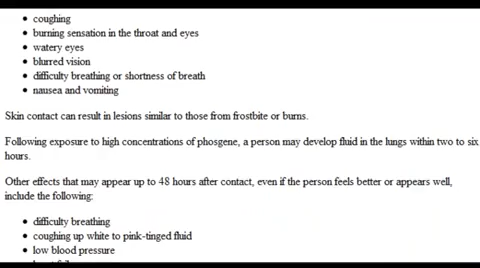 • coughing
• burning sensation in the throat and eyes
• watery eyes
• blurred vision
• difficulty breathing or shortness of breath
• nausea and vomiting
Skin contact can result in lesions similar to those from frostbite or burns.
Following exposure to high concentrations of phosgene, a person may develop fluid in the lungs within two to six
hours.
Other effects that may appear up to 48 hours after contact, even if the person feels better or appears well,
include the following:
• difficulty breathing
• coughing up white to pink-tinged fluid
• low blood pressure